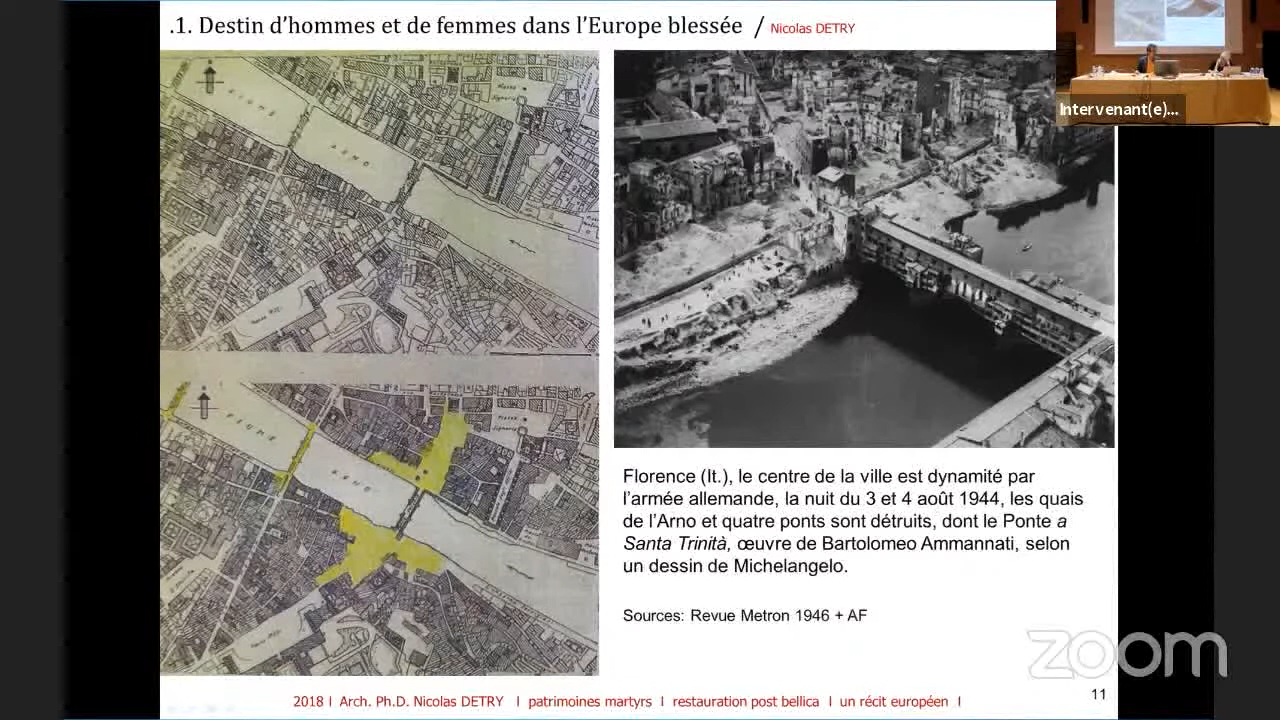 .1. Destin d’hommes et de femmes dans l’Europe blessée / Nicolas DETRY
Intervenant(e)...
ARNO
FIUME
ARNO
Florence (It.), le centre de la ville est dynamité par
l’armée allemande, la nuit du 3 et 4 août 1944, les quais
de l’Arno et quatre ponts sont détruits, dont le Ponte a
Santa Trinità, œuvre de Bartolomeo Ammannati, selon
un dessin de Michelangelo.
Sources: Revue Metron 1946 + AF
zoom
2018 I Arch. Ph.D. Nicolas DETRY I patrimoines martyrs I restauration post bellica I un récit européen I
11